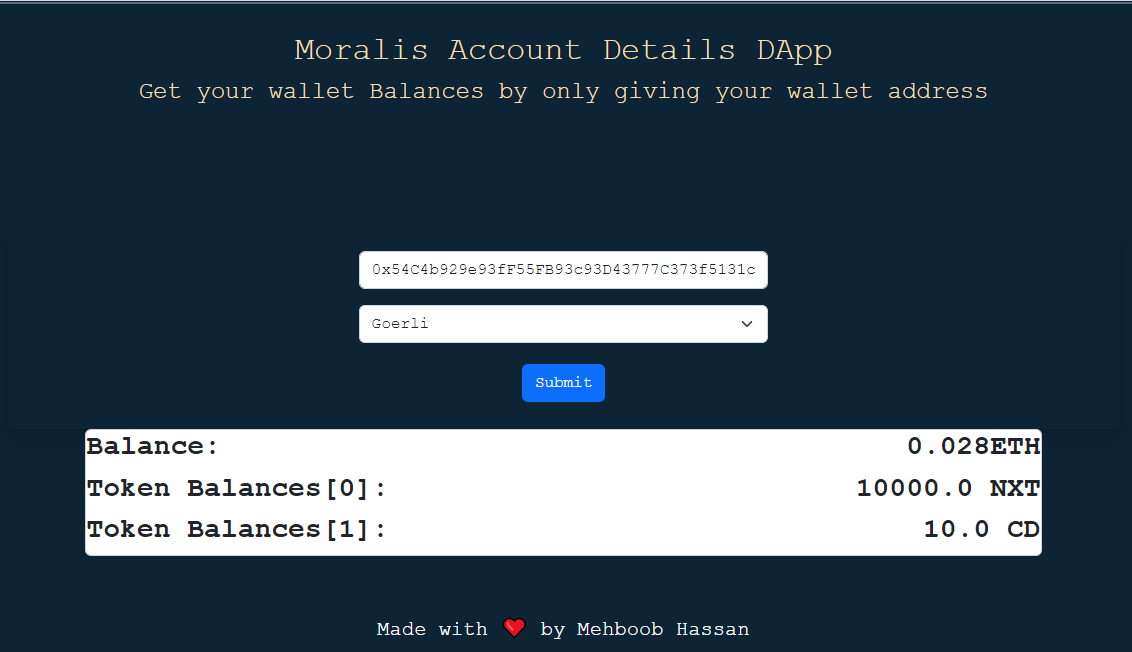 Moralis Account Details DApp
Get your wallet Balances by only giving your wallet address
0x54C4b929e93fF55FB93c93D43777C373f5131c
Goerli
Submit
Balance: 0.028ETH
Token Balances[0]: 10000.0 NXT
Token Balances[1]: 10.0 CD
Made with ❤️ by Mehboob Hassan